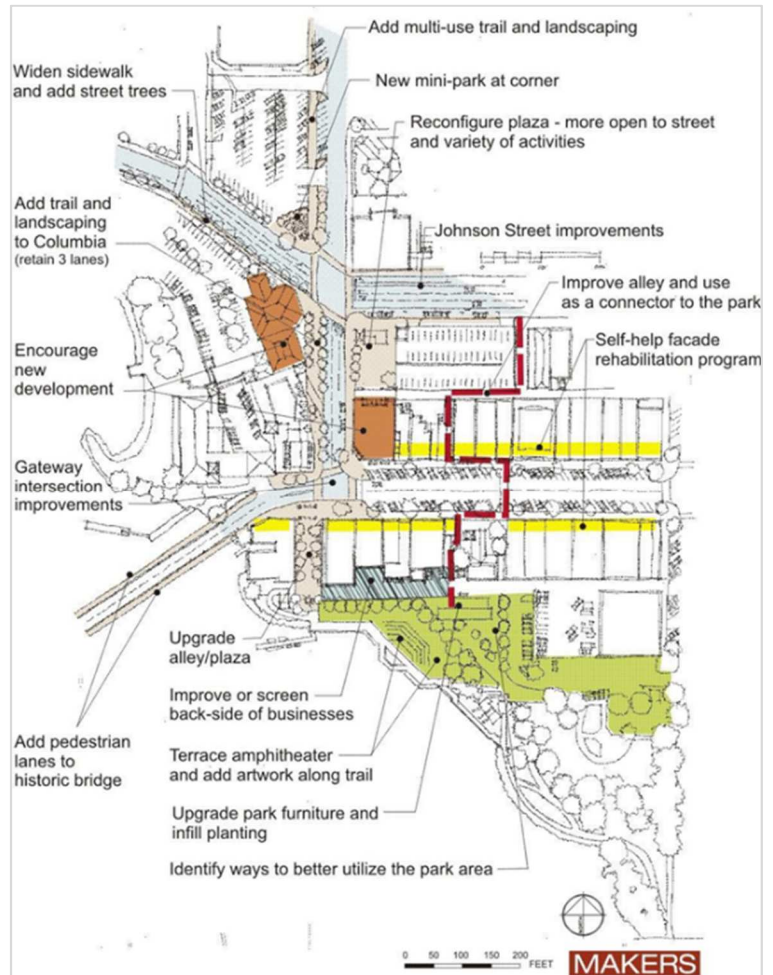 Add multi-use trail and landscaping
Widen sidewalk
and add street trees
New mini-park at corner
Reconfigure plaza - more open to street
and variety of activities
Add trail and
landscaping
to Columbia
(retain 3 lanes)
Johnson Street improvements
Improve alley and use
as a connector to the park
Self-help facade
rehabilitation program
Encourage
new
development
Gateway
intersection
improvements
Upgrade
alley/plaza
Improve or screen
back-side of businesses
Add pedestrian
lanes to
historic bridge
Terrace amphitheater
and add artwork along trail
Upgrade park furniture and
infill planting
Identify ways to better utilize the park area
0 50 100 150 200
FEET
MAKERS